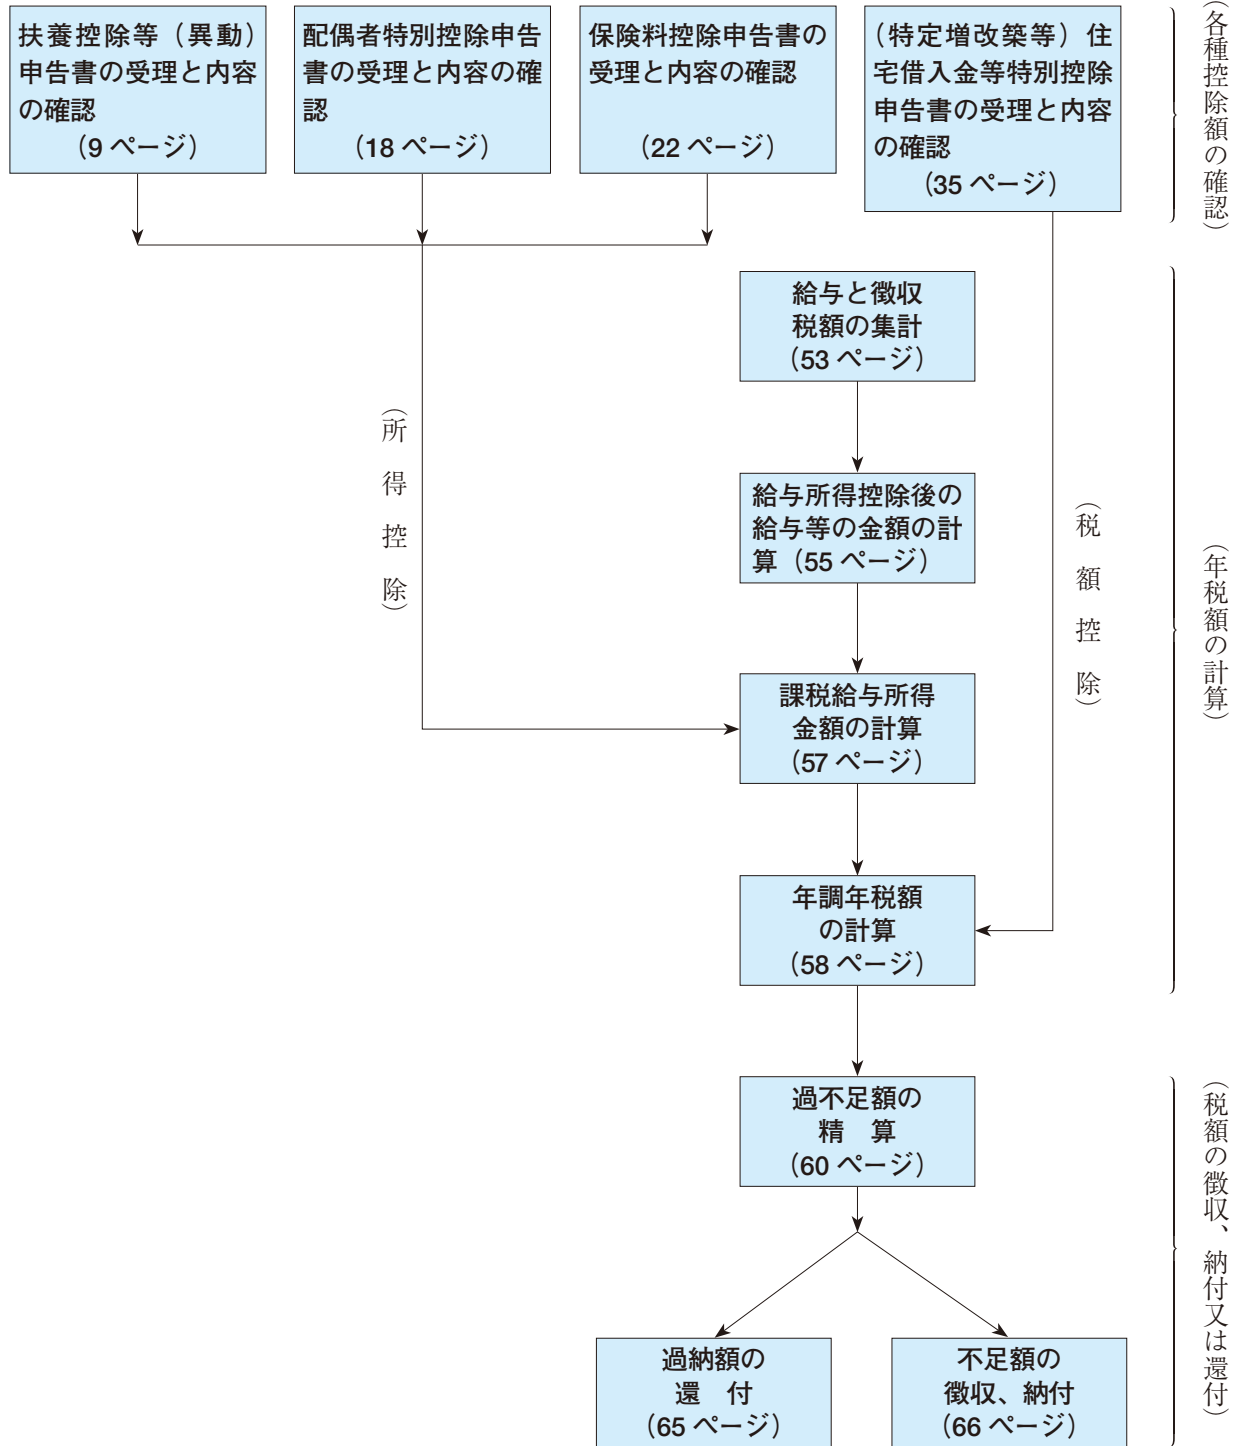 扶養控除等（異動）
申告書の受理と内容
の確認
（9 ページ）
配偶者特別控除申告
書の受理と内容の確
認
（18 ページ）
保険料控除申告書の
受理と内容の確認
（22 ページ）
（特定増改築等）住
宅借入金等特別控除
申告書の受理と内容
の確認
（35 ページ）
（各種控除額の確認）
給与と徴収
税額の集計
（53 ページ）
（所得控除）
給与所得控除後の
給与等の金額の計
算（55 ページ）
（税額控除）
（年税額の計算）
課税給与所得
金額の計算
（57 ページ）
年調年税額
の計算
（58 ページ）
過不足額の
精　算
（60 ページ）
（税額の徴収、納付又は還付）
過納額の
還　付
（65 ページ）
不足額の
徴収、納付
（66 ページ）